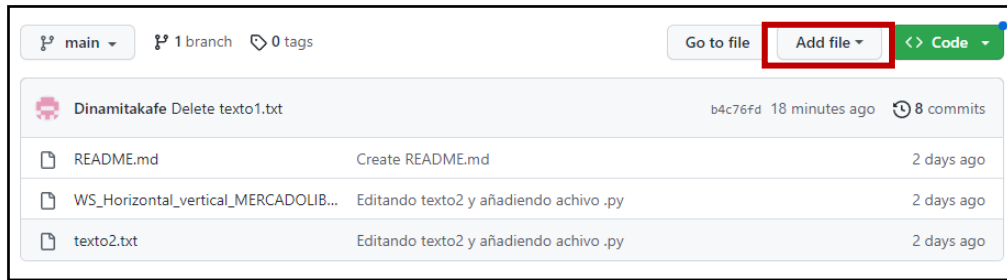 main 1 branch 0 tags Go to file Add file <> Code
Dinamitakafe Delete texto1.txt b4c76fd 18 minutes ago 8 commits
README.md Create README.md 2 days ago
WS_Horizontal_vertical_MERCADOLIB... Editando texto2 y añadiendo achivo .py 2 days ago
texto2.txt Editando texto2 y añadiendo achivo .py 2 days ago